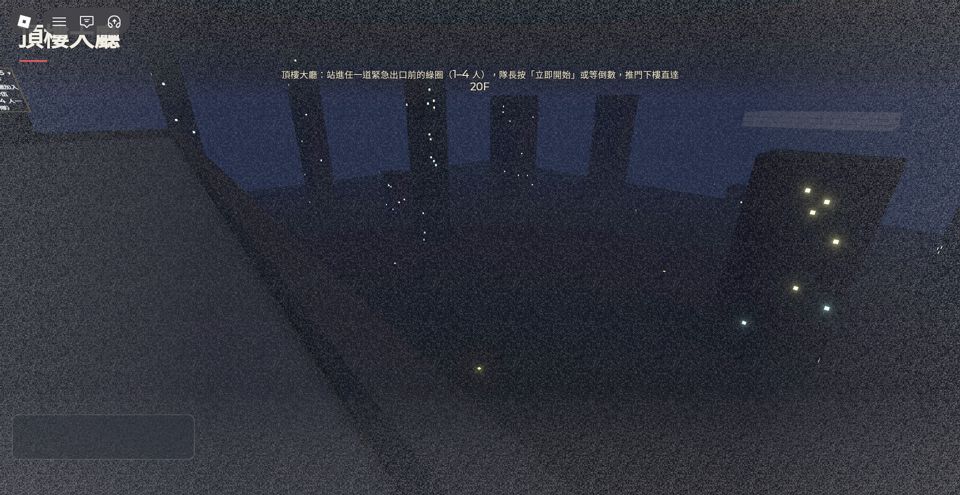 頂樓大廳
頂樓大廳：站進任一道緊急出口前的綠圈（1–4 人），隊長按「立即開始」或等倒數，推門下樓直達
20F